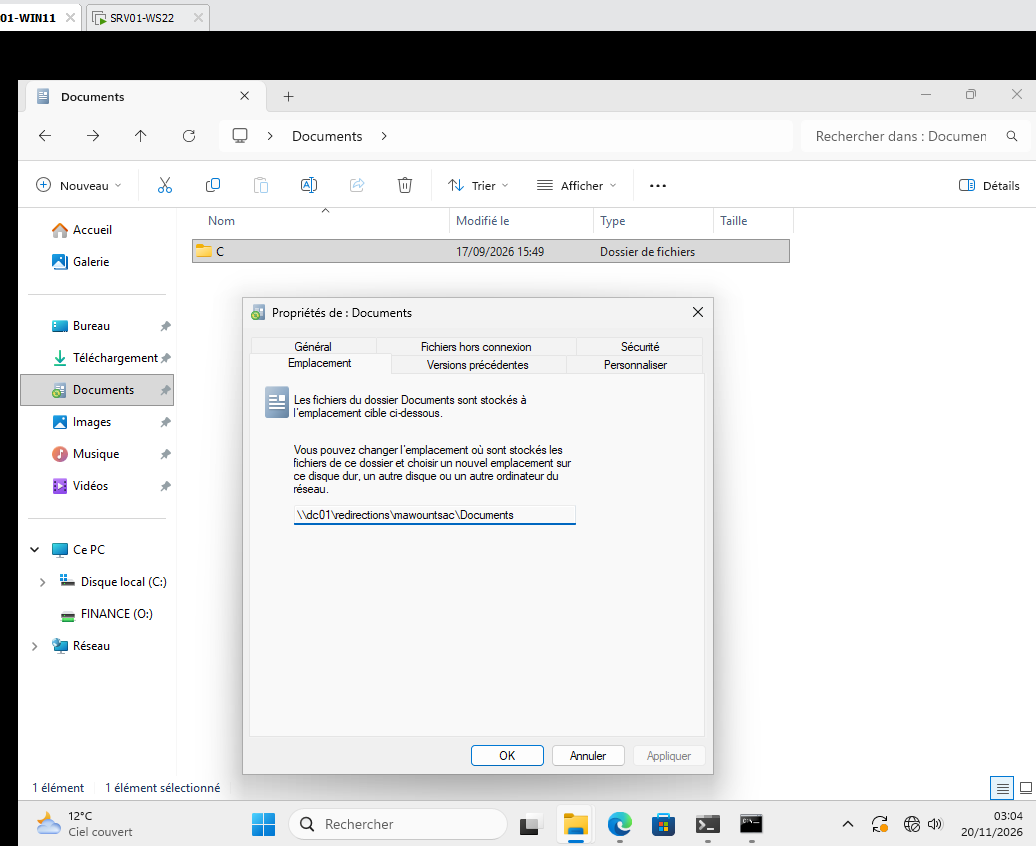 01-WIN11
SRV01-WS22
Documents
Documents
Rechercher dans : Documen
Nouveau
Trier
Afficher
Détails
Nom
Modifié le
Type
Taille
Accueil
Galerie
Bureau
Téléchargement
Documents
Images
Musique
Vidéos
Ce PC
Disque local (C:)
FINANCE (O:)
Réseau
C
17/09/2026 15:49
Dossier de fichiers
Propriétés de : Documents
Général
Fichiers hors connexion
Sécurité
Emplacement
Versions précédentes
Personnaliser
Les fichiers du dossier Documents sont stockés à
l'emplacement cible ci-dessous.
Vous pouvez changer l'emplacement où sont stockés les
fichiers de ce dossier et choisir un nouvel emplacement sur
ce disque dur, un autre disque ou un autre ordinateur du
réseau.
\\dc01\redirections\mawountsac\Documents
OK
Annuler
Appliquer
1 élément
1 élément sélectionné
12°C
Ciel couvert
Rechercher
03:04
20/11/2026